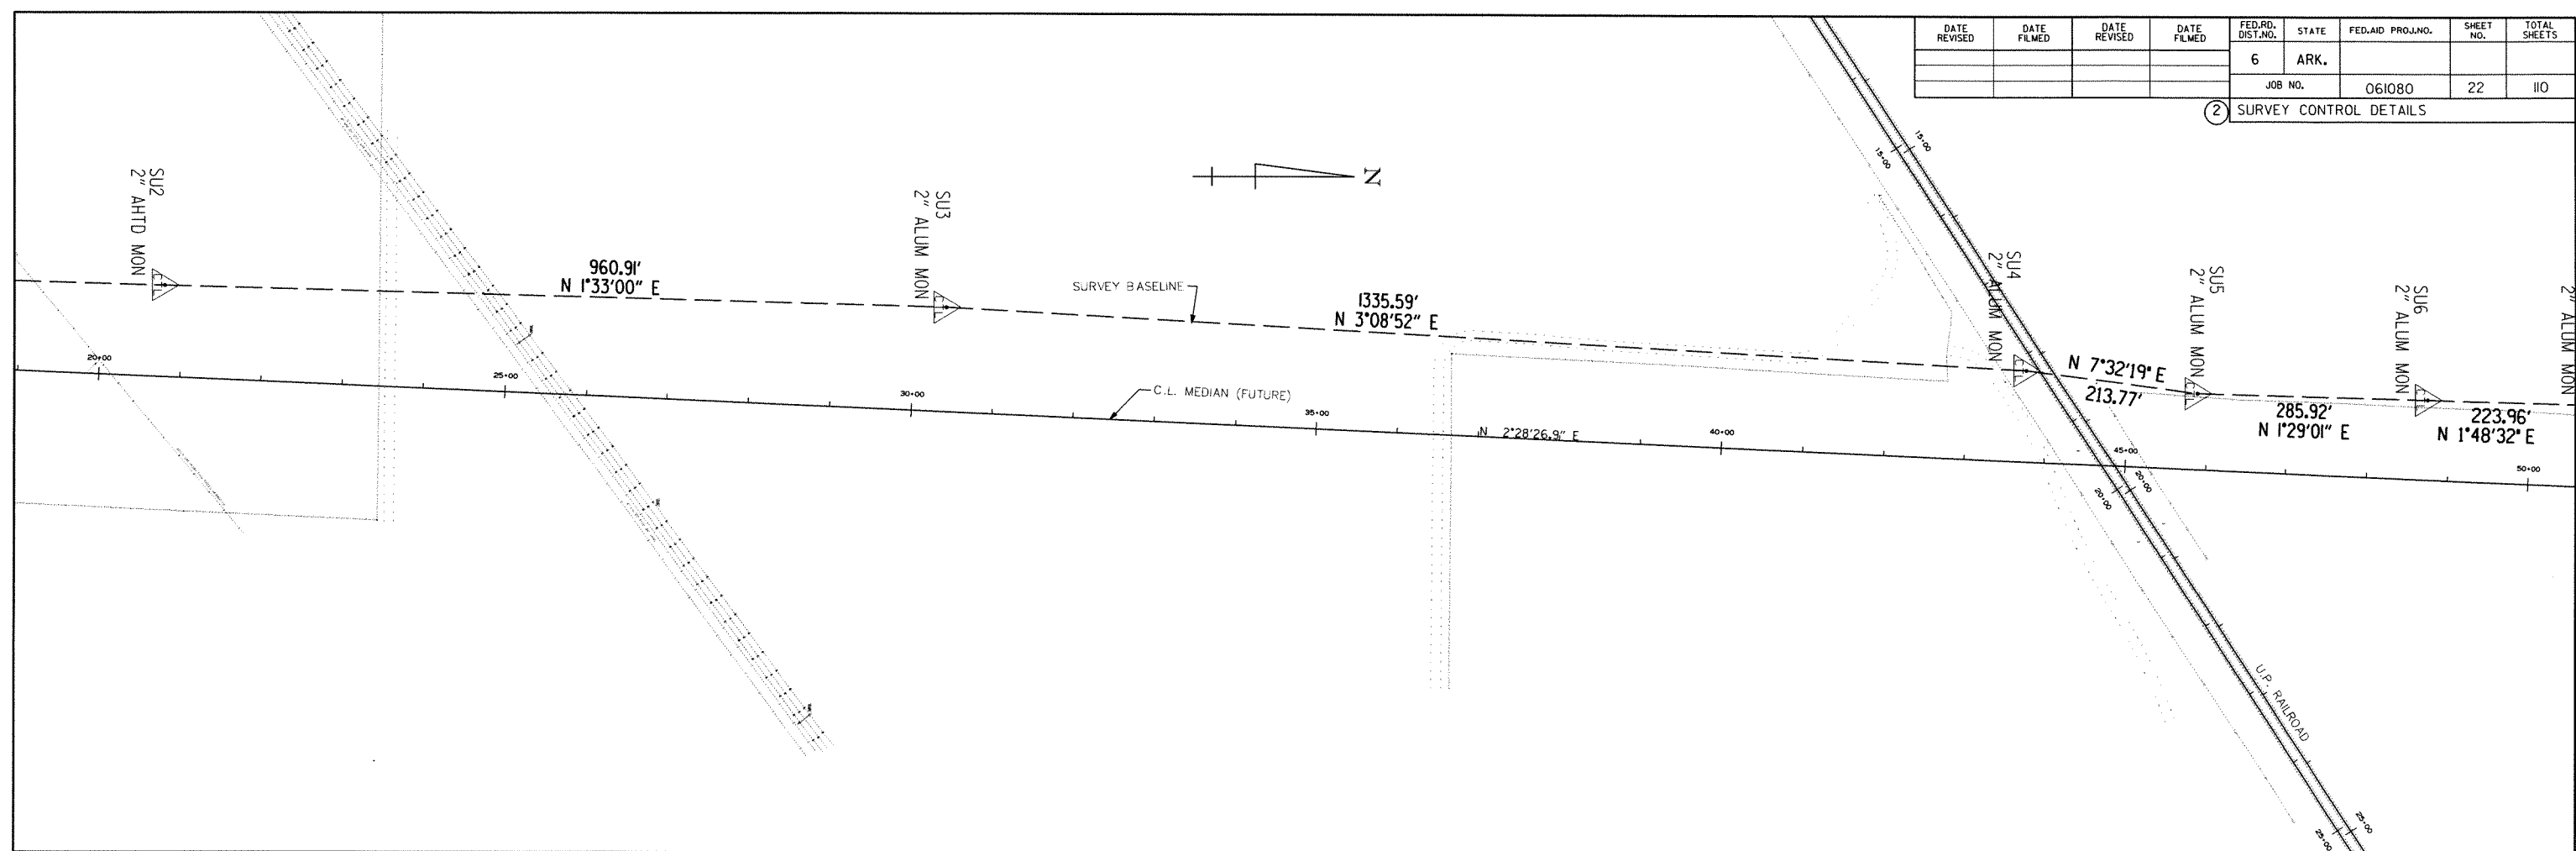 DATE REVISED
DATE FILMED
DATE REVISED
DATE FILMED
FED.RD. DIST.NO.
STATE
FED.AID PROJ.NO.
SHEET NO.
TOTAL SHEETS
6
ARK.
JOB NO.
061080
22
110
2
SURVEY CONTROL DETAILS
N
SU2
2" AHTD MON
960.91'
N 1°33'00" E
SU3
2" ALUM MON
SURVEY BASELINE
1335.59'
N 3°08'52" E
SU4
2" ALUM MON
N 7°32'19" E
213.77'
SU5
2" ALUM MON
285.92'
N 1°29'01" E
SU6
2" ALUM MON
223.96'
N 1°48'32" E
2" ALUM MON
C.L. MEDIAN (FUTURE)
N 2°28'26.9" E
20+00
25+00
30+00
35+00
40+00
45+00
50+00
15+00
15+00
20+00
20+00
U.P. RAILROAD
25+00
25+00